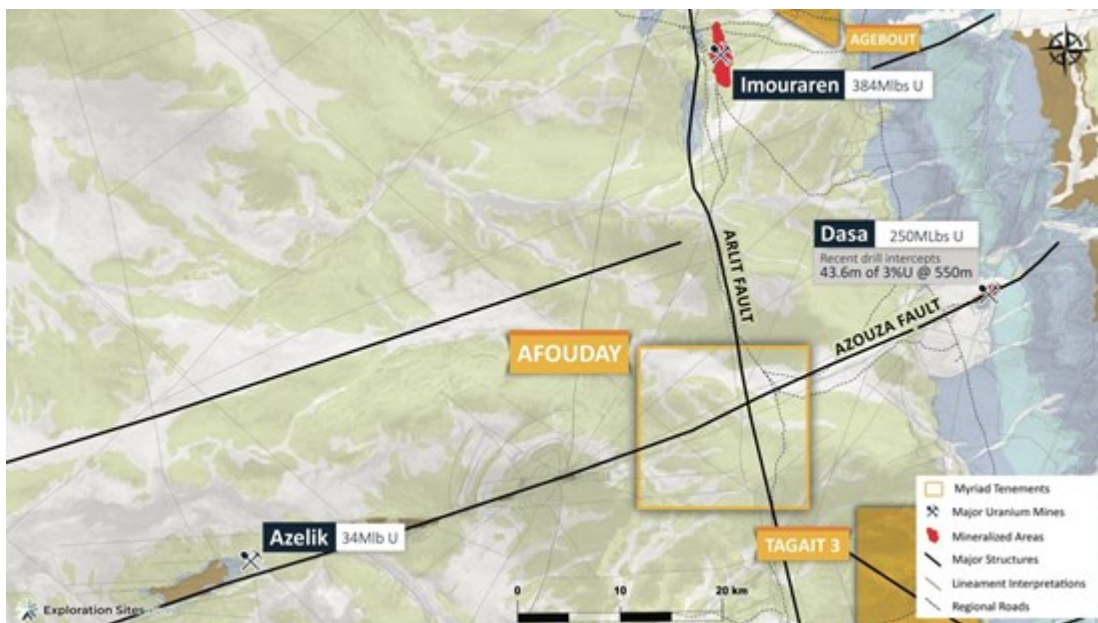 AGEBOUT
Imouraren 384Mlbs U
Dasa 250MLbs U
Recent drill intercepts
43.6m of 3%U @ 550m
ARLIT FAULT
AZOUZA FAULT
AFOUDAY
Azelik 34Mlb U
TAGAIT 3
Myriad Tenements
Major Uranium Mines
Mineralized Areas
Major Structures
Lineament Interpretations
Regional Roads
0 10 20 km
Exploration Sites